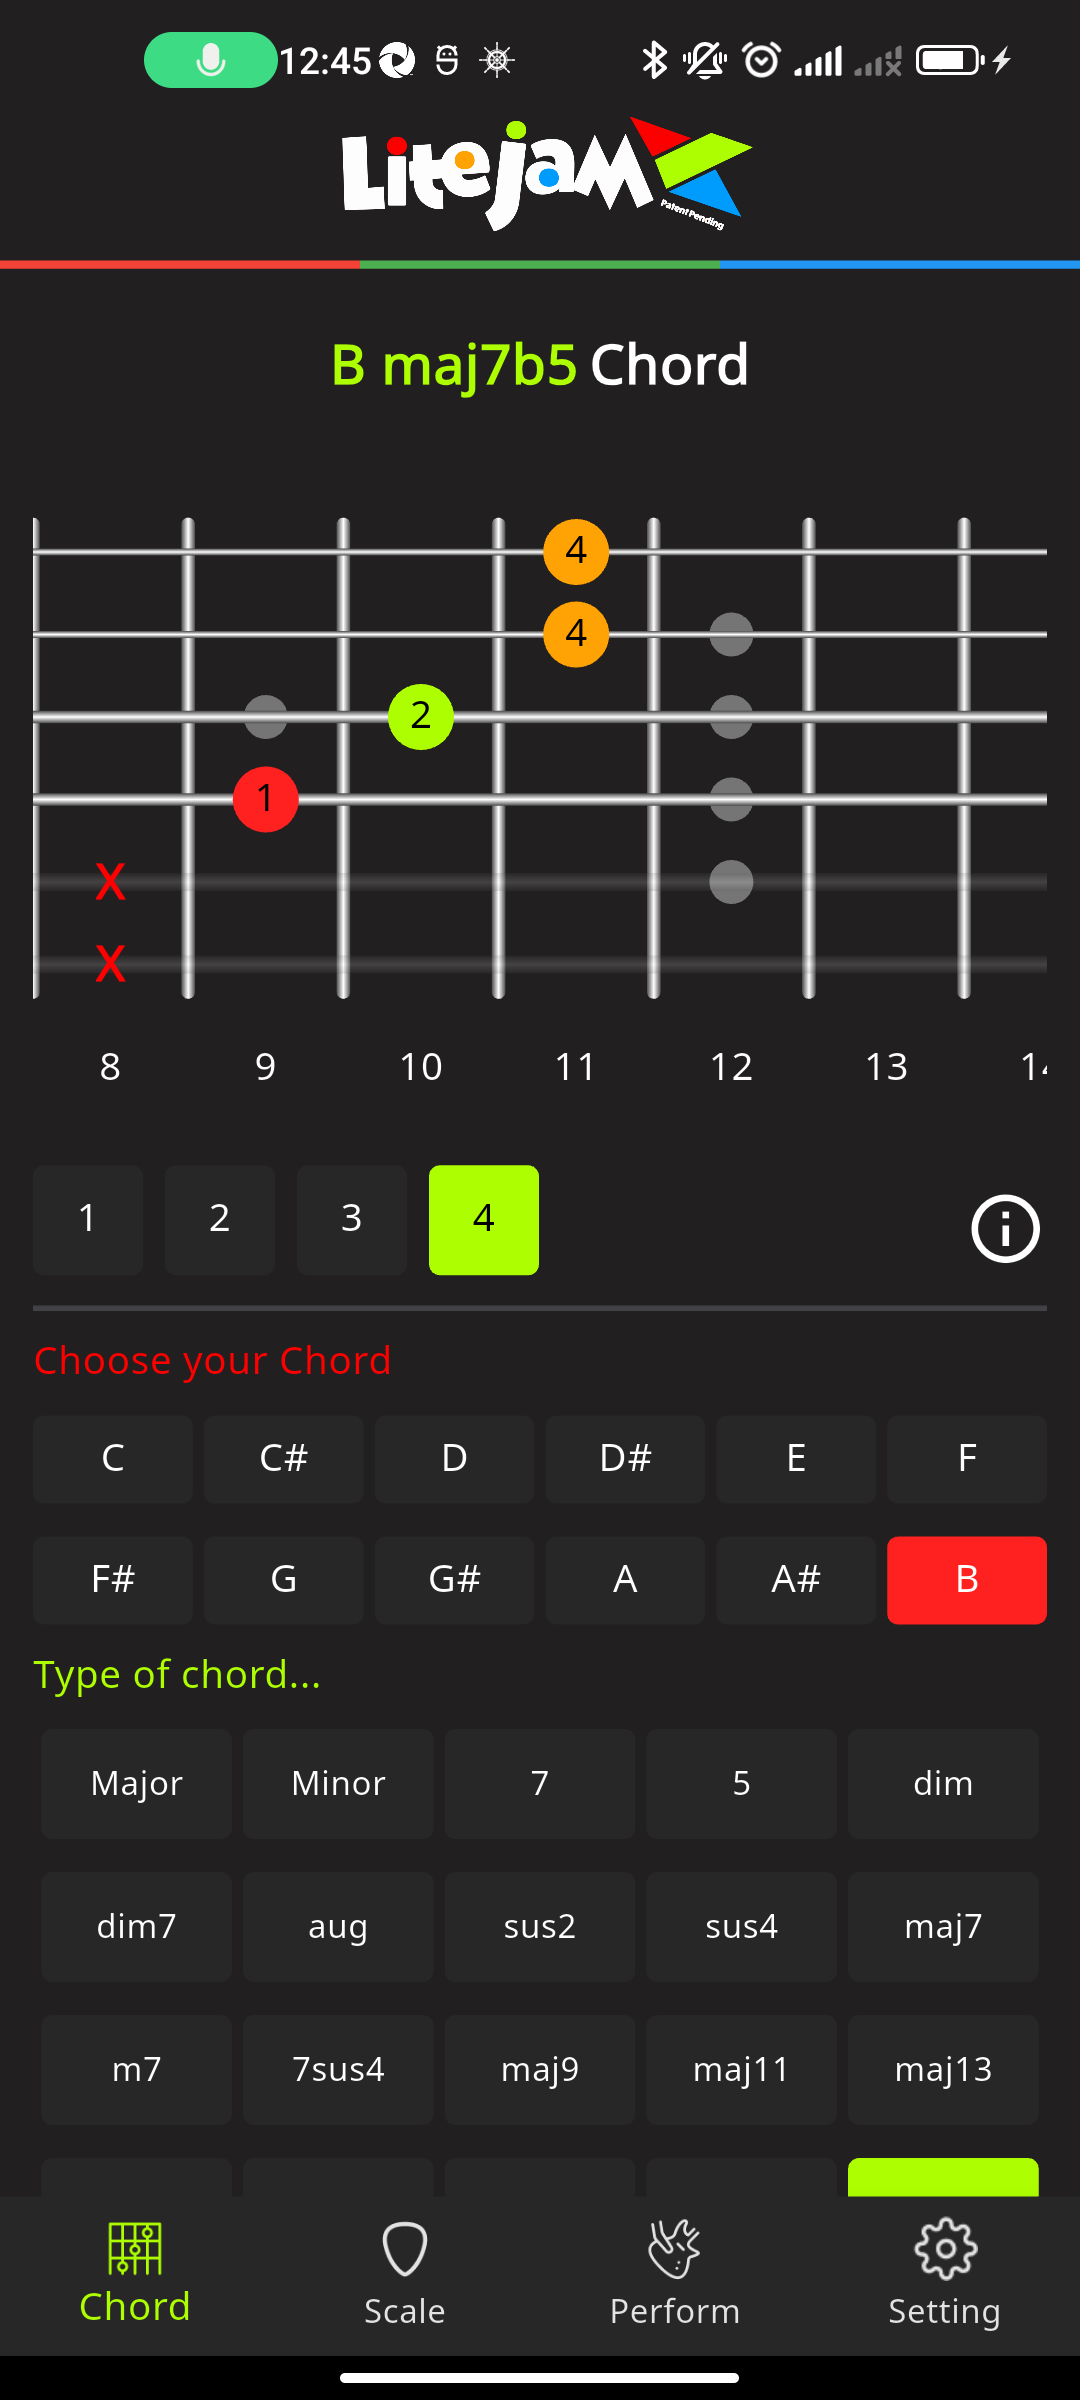 12:45
LitejaM
Patent Pending
B maj7b5 Chord
4
4
2
1
X
X
8 9 10 11 12 13
1 2 3 4
Choose your Chord
C C# D D# E F
F# G G# A A# B
Type of chord...
Major Minor 7 5 dim
dim7 aug sus2 sus4 maj7
m7 7sus4 maj9 maj11 maj13
Chord Scale Perform Setting